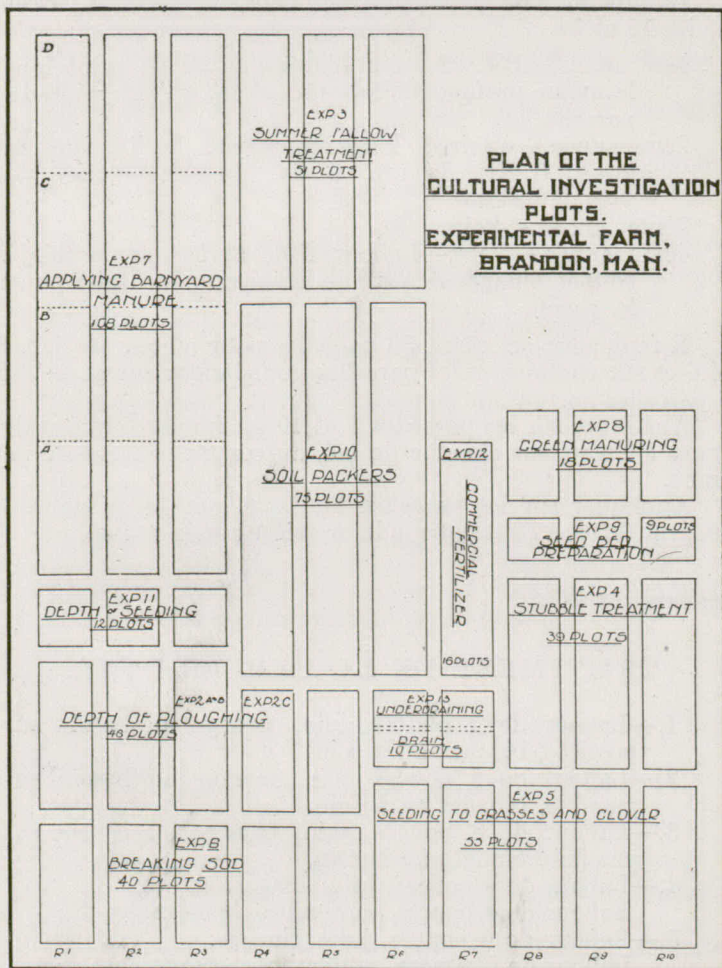 PLAN OF THE
CULTURAL INVESTIGATION
PLOTS.
EXPERIMENTAL FARM,
BRANDON, MAN.
D
C
B
A
EXP 3
SUMMER FALLOW
TREATMENT
51 PLOTS
EXP 7
APPLYING BARNYARD
MANURE
108 PLOTS
EXP 10
SOIL PACKERS
75 PLOTS
EXP 12
COMMERCIAL
FERTILIZER
16 PLOTS
EXP 8
GREEN MANURING
18 PLOTS
EXP 9
9 PLOTS
SEED BED
PREPARATION
EXP 11
DEPTH OF SEEDING
12 PLOTS
EXP 4
STUBBLE TREATMENT
39 PLOTS
EXP 2 A & B
EXP 2 C
DEPTH OF PLOUGHING
EXP 13
UNDERDRAINING
DRAIN
10 PLOTS
EXP 5
SEEDING TO GRASSES AND CLOVER
EXP 6
BREAKING SOD
40 PLOTS
R1 R2 R3 R4 R5 R6 R7 R8 R9 R10